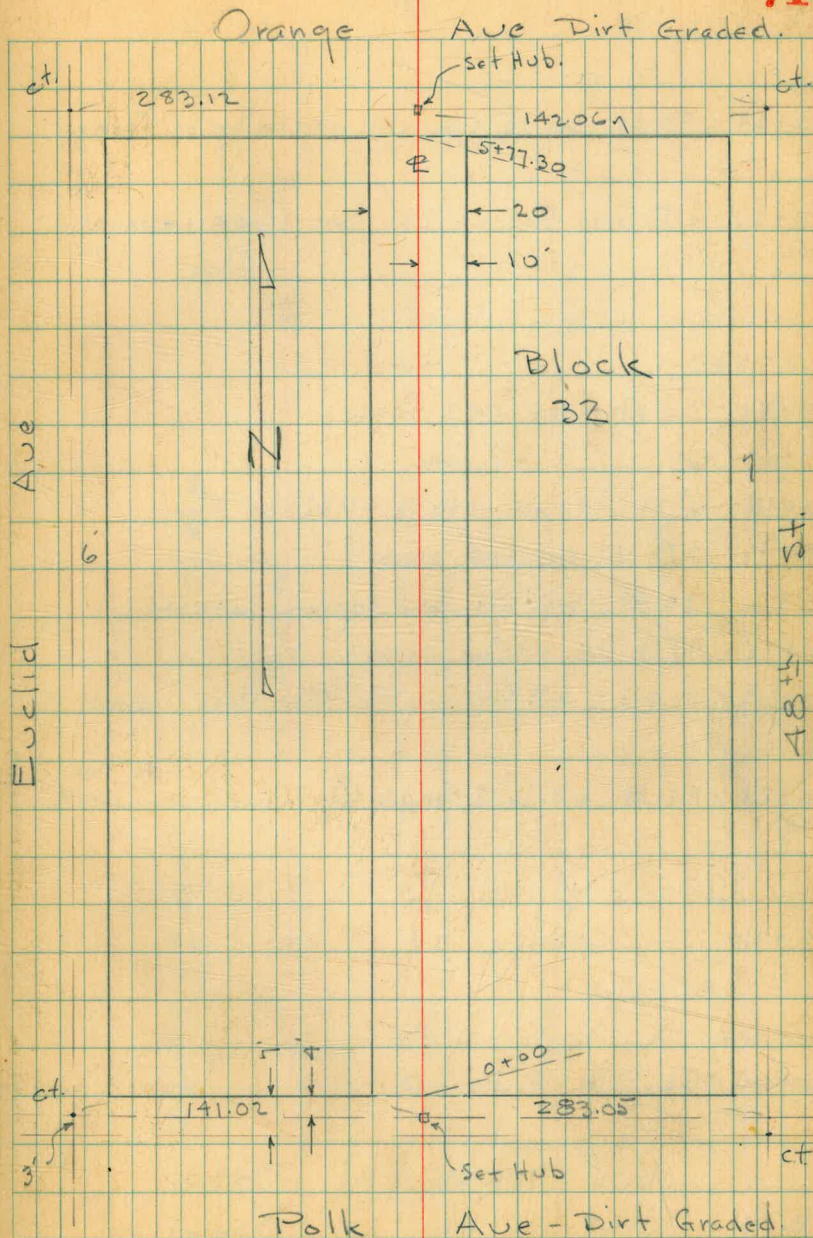 Orange Ave Dirt Graded.
ct.
283.12
Set Hub.
142.06
ct.
5+77.30
20
10'
N
Block
32
Euclid Ave
6'
7
48th St.
4'
0+00
ct.
141.02
283.05
3'
Set Hub
ct
Polk Ave - Dirt Graded.